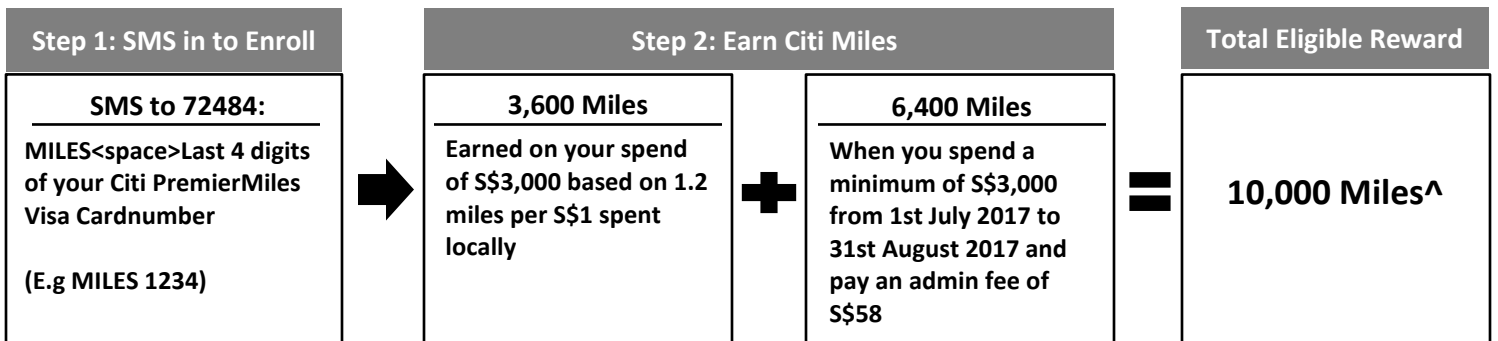 Step 1: SMS in to Enroll
SMS to 72484:
MILES<space>Last 4 digits
of your Citi PremierMiles
Visa Cardnumber
(E.g MILES 1234)
Step 2: Earn Citi Miles
3,600 Miles
Earned on your spend
of S$3,000 based on 1.2
miles per S$1 spent
locally
6,400 Miles
When you spend a
minimum of S$3,000
from 1st July 2017 to
31st August 2017 and
pay an admin fee of
S$58
Total Eligible Reward
10,000 Miles^